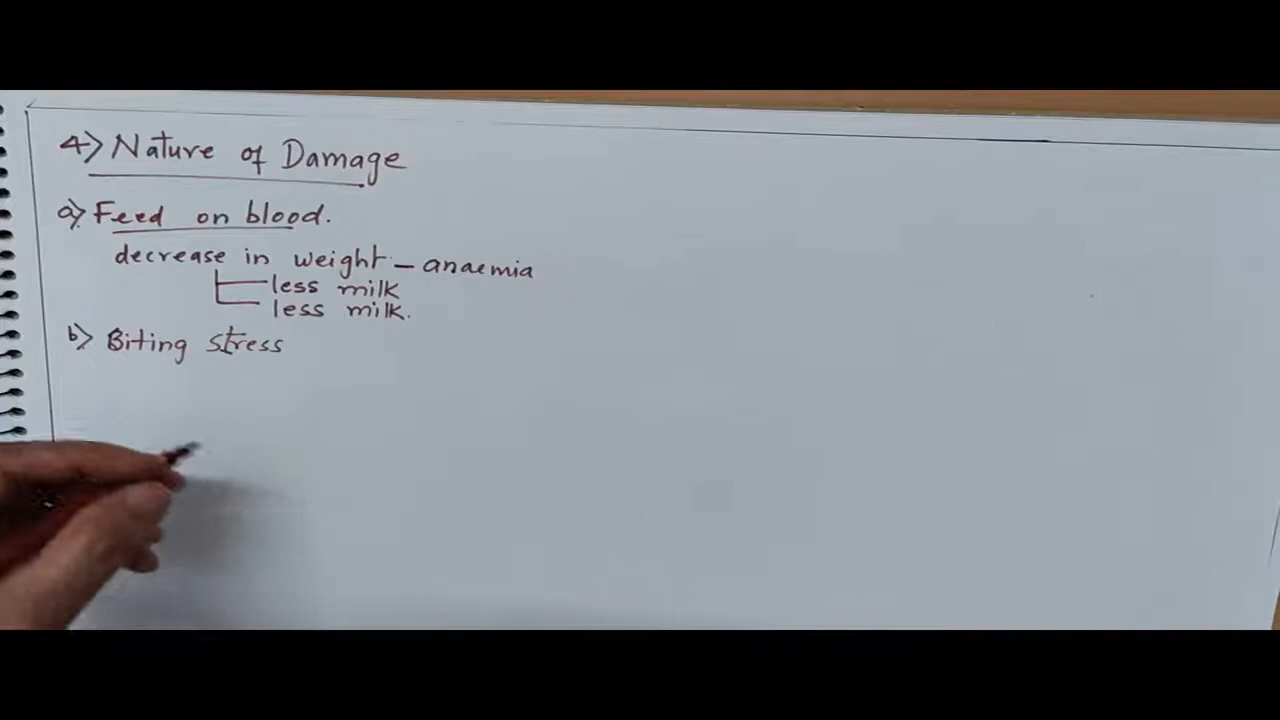 4) Nature of Damage
a) Feed on blood.
decrease in weight – anaemia
less milk
less milk.
b) Biting stress